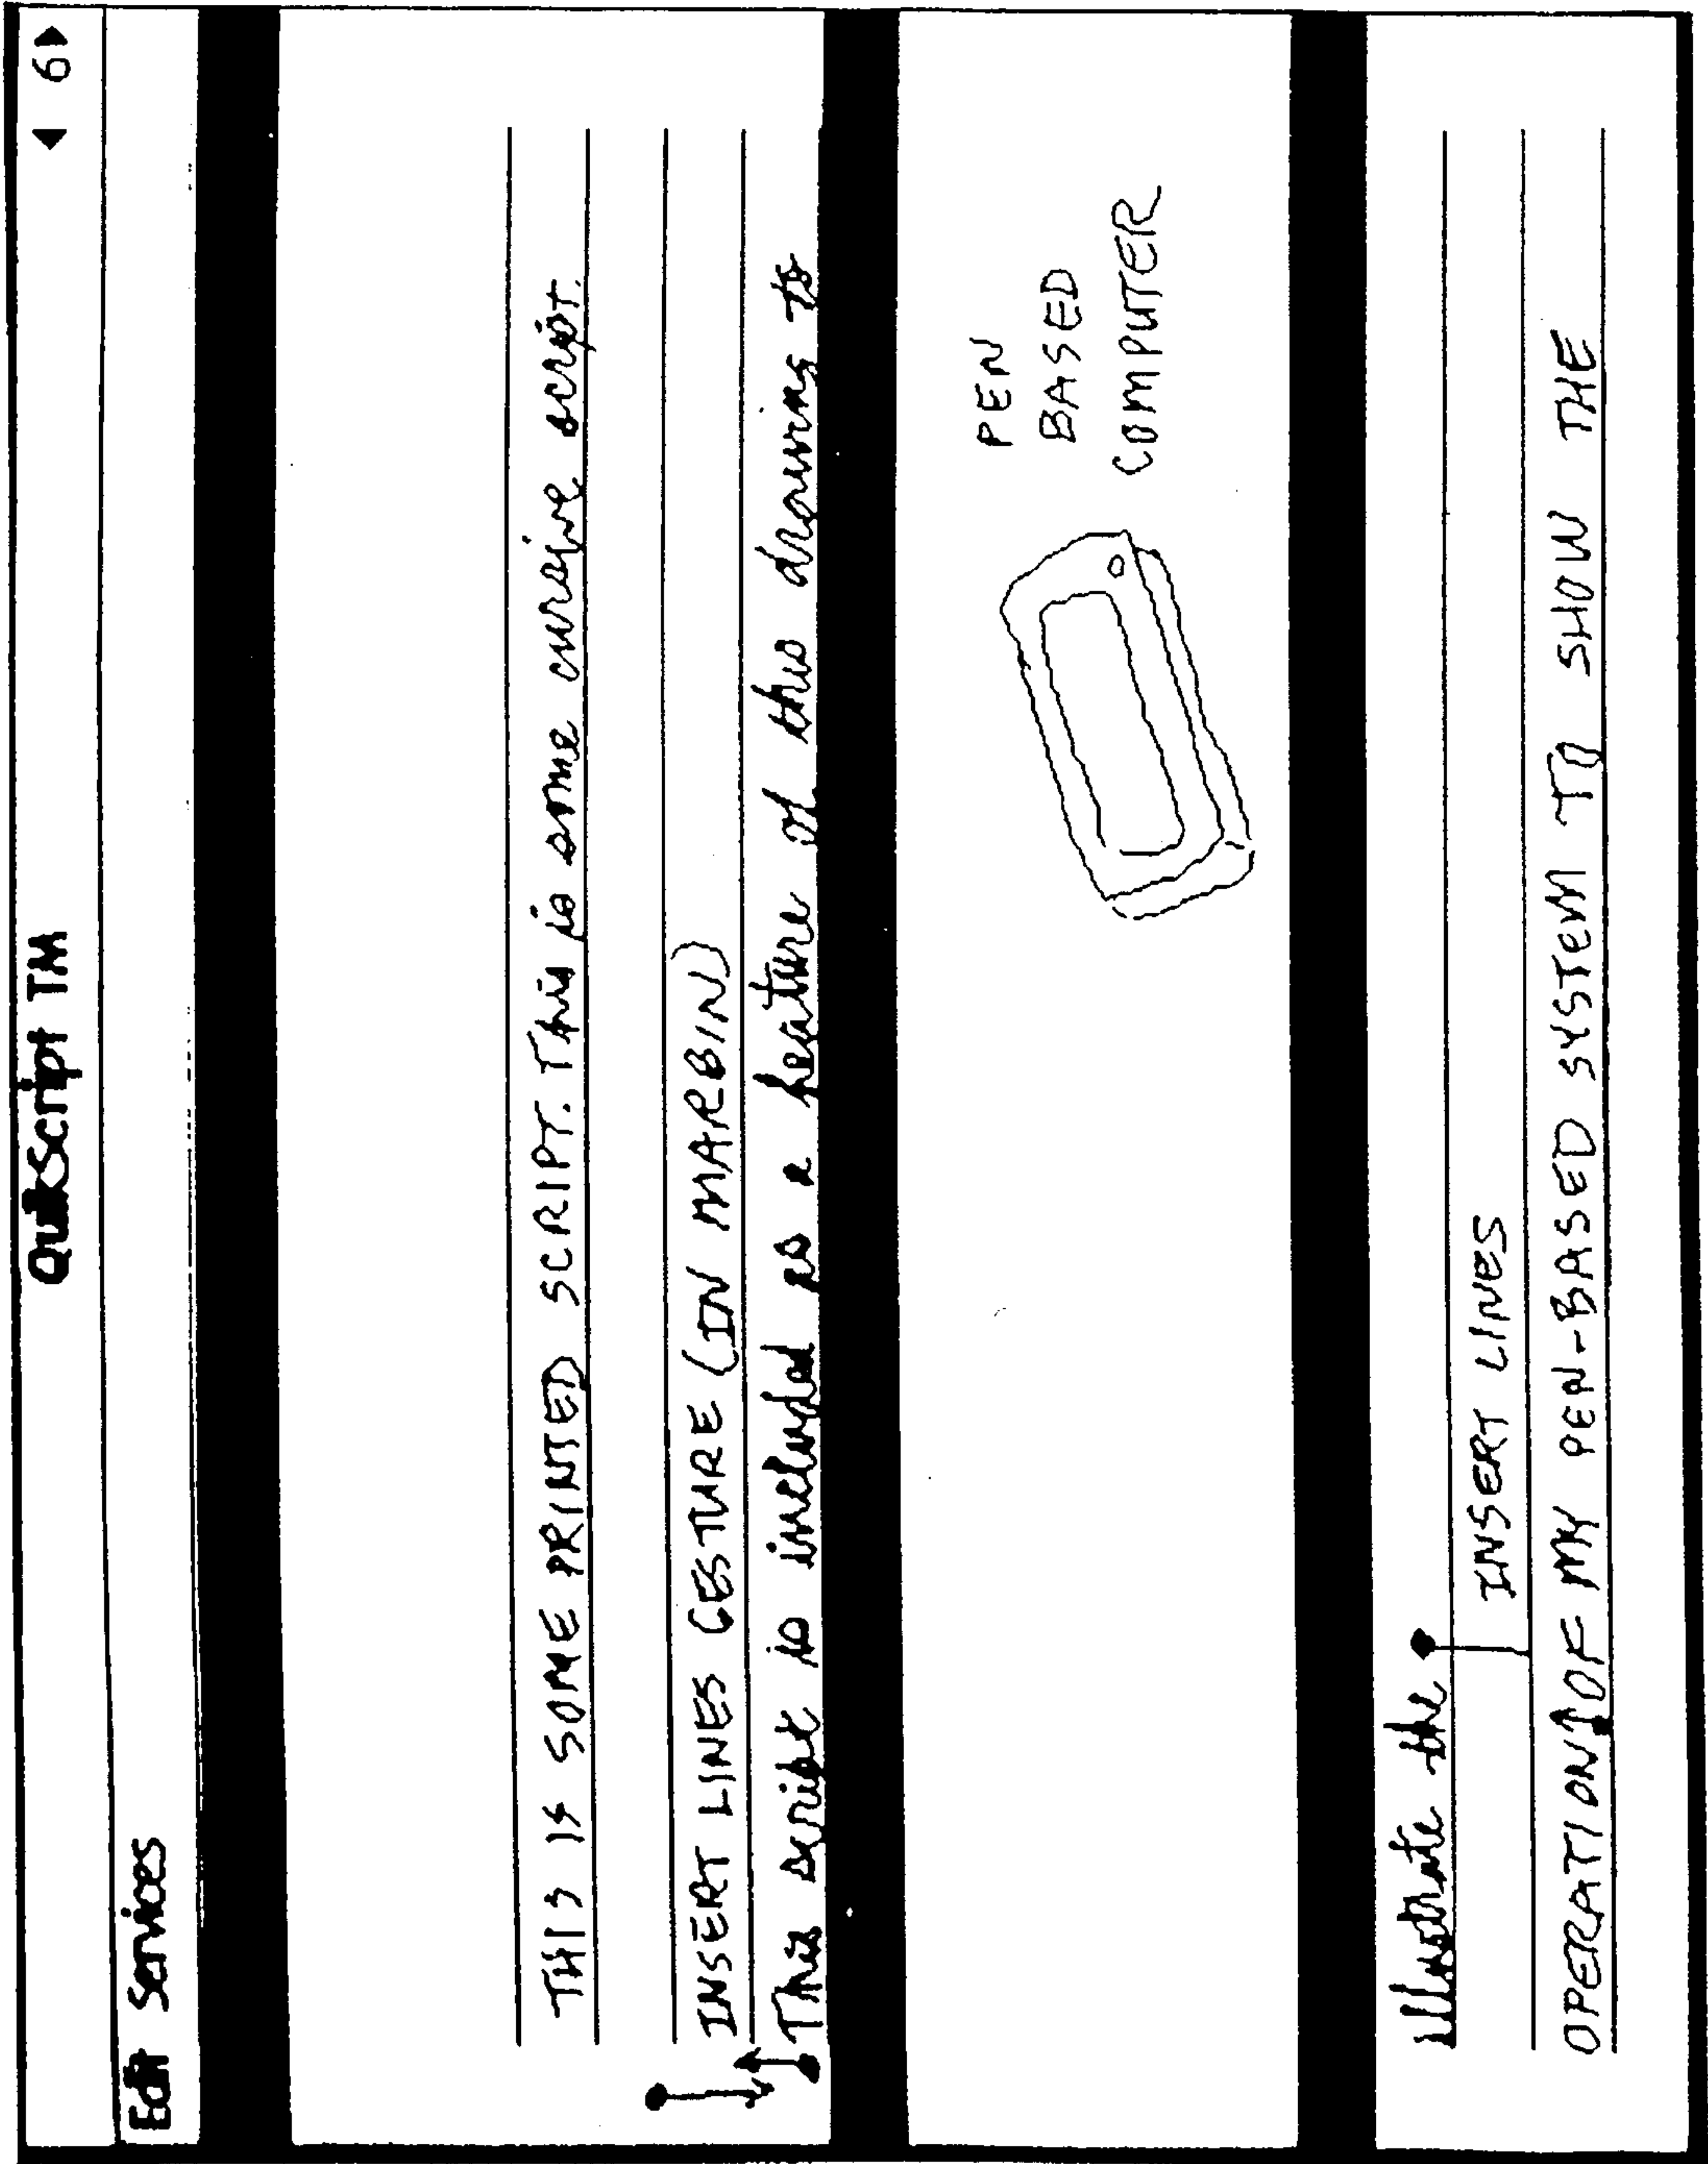 QuikScript TM
◀ 6 ▶
Edit Services
THIS IS SOME PRINTED SCRIPT. This is some cursive script.
INSERT LINES GESTURE (IN MARBIN)
This script is included as a feature of this drawing to
PEN
BASED
COMPUTER
illustrate the
INSERT LINES
OPERATION OF MY PEN-BASED SYSTEM TO SHOW THE